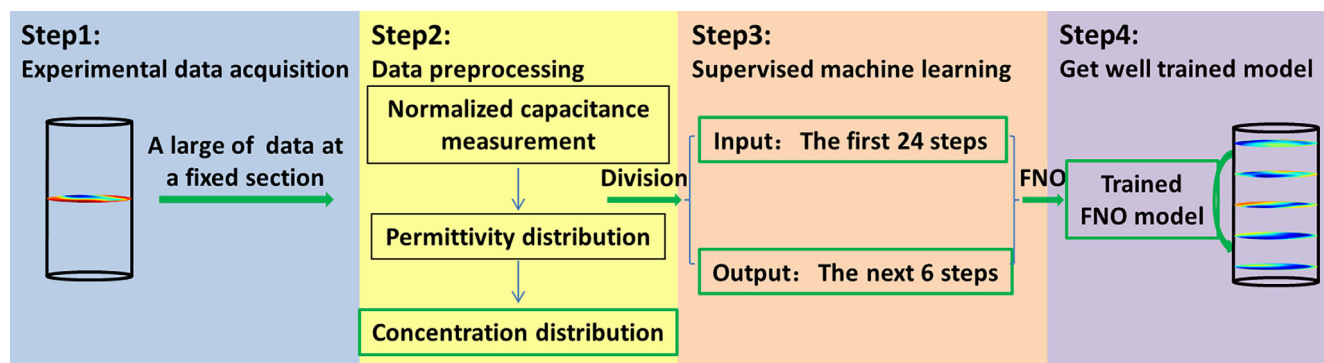 Step1:
Experimental data acquisition
A large of data at
a fixed section
Step2:
Data preprocessing
Normalized capacitance
measurement
Permittivity distribution
Concentration distribution
Division
Step3:
Supervised machine learning
Input： The first 24 steps
Output： The next 6 steps
FNO
Step4:
Get well trained model
Trained
FNO model